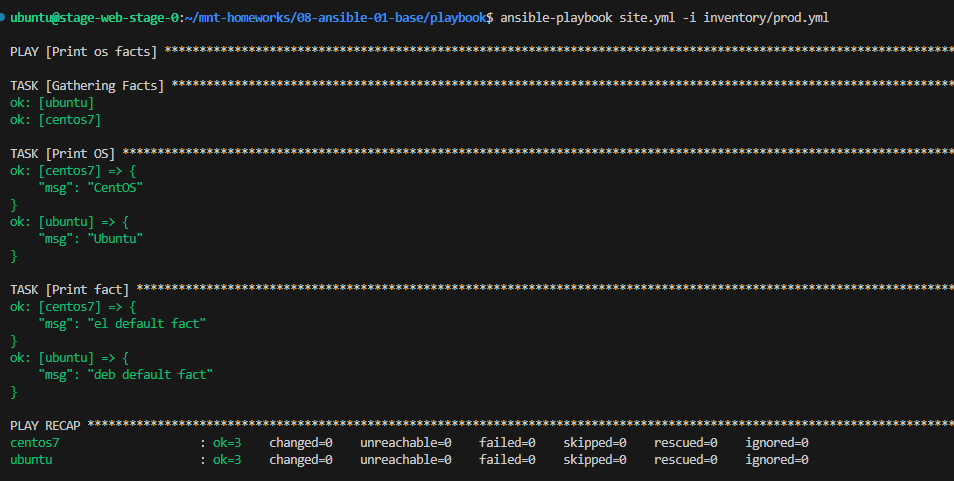 ubuntu@stage-web-stage-0:~/mnt-homeworks/08-ansible-01-base/playbook$ ansible-playbook site.yml -i inventory/prod.yml
PLAY [Print os facts] ****************************************************************************************************************
TASK [Gathering Facts] ***************************************************************************************************************
ok: [ubuntu]
ok: [centos7]
TASK [Print OS] **********************************************************************************************************************
ok: [centos7] => {
    "msg": "CentOS"
}
ok: [ubuntu] => {
    "msg": "Ubuntu"
}
TASK [Print fact] ********************************************************************************************************************
ok: [centos7] => {
    "msg": "el default fact"
}
ok: [ubuntu] => {
    "msg": "deb default fact"
}
PLAY RECAP ***************************************************************************************************************************
centos7                    : ok=3    changed=0    unreachable=0    failed=0    skipped=0    rescued=0    ignored=0
ubuntu                     : ok=3    changed=0    unreachable=0    failed=0    skipped=0    rescued=0    ignored=0